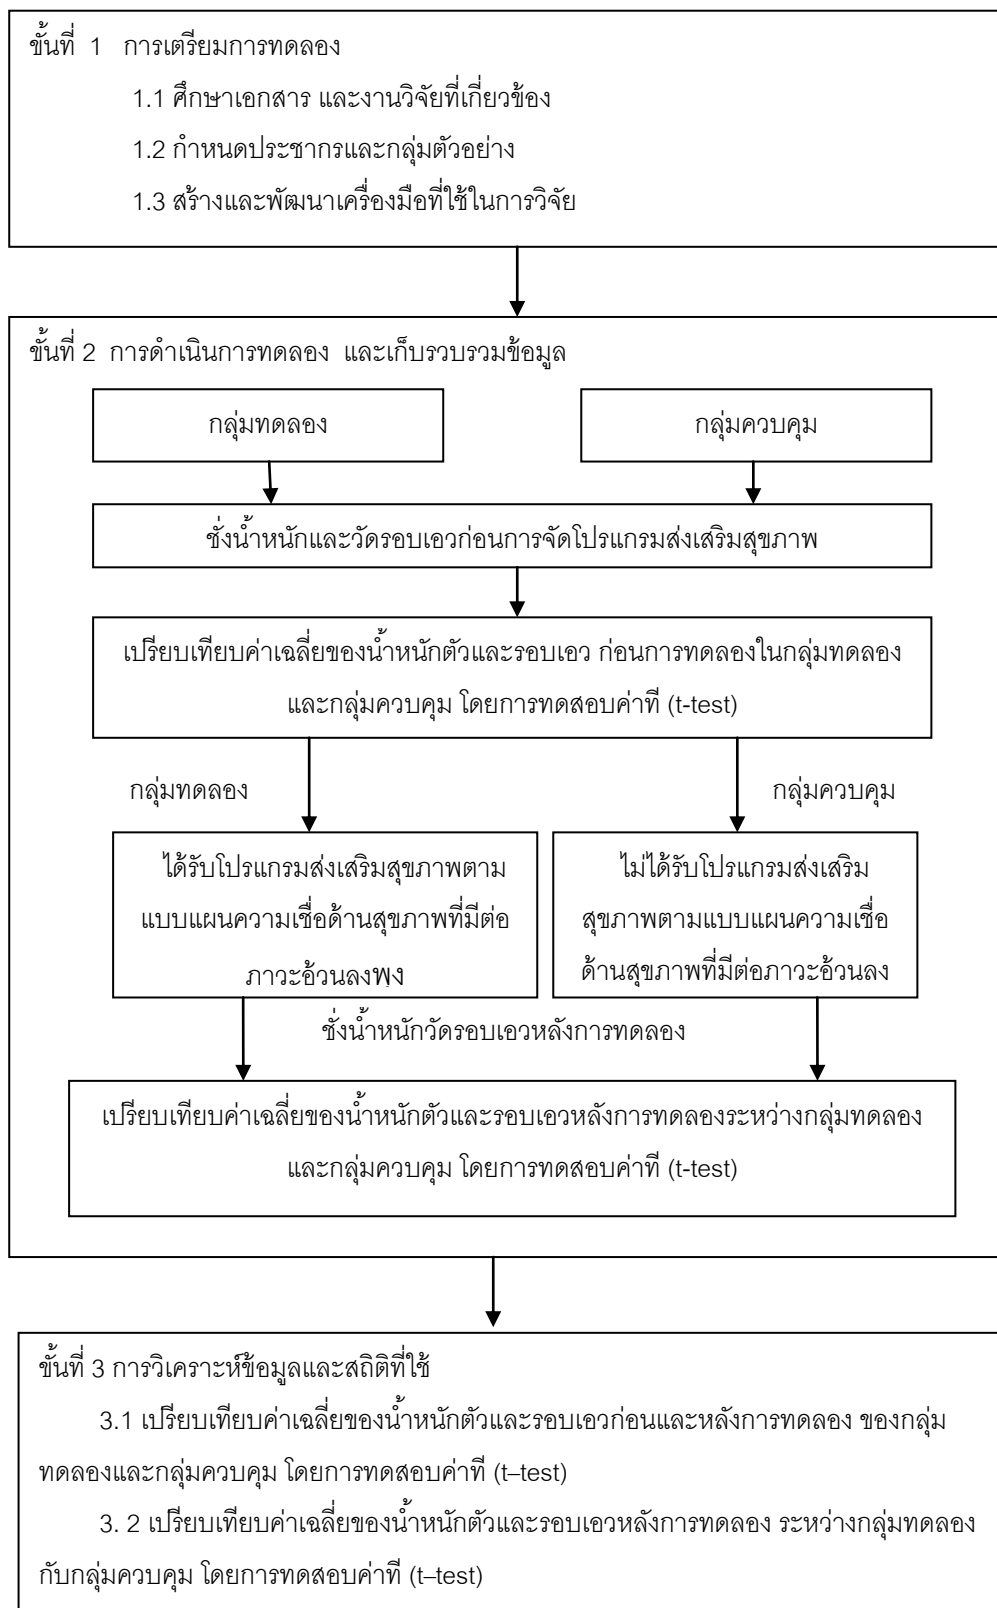 ขั้นที่ 1 การเตรียมการทดลอง
1.1 ศึกษาเอกสาร และงานวิจัยที่เกี่ยวข้อง
1.2 กำหนดประชากรและกลุ่มตัวอย่าง
1.3 สร้างและพัฒนาเครื่องมือที่ใช้ในการวิจัย
ขั้นที่ 2 การดำเนินการทดลอง และเก็บรวบรวมข้อมูล
กลุ่มทดลอง
กลุ่มควบคุม
ชั่งน้ำหนักและวัดรอบเอวก่อนการจัดโปรแกรมส่งเสริมสุขภาพ
เปรียบเทียบค่าเฉลี่ยของน้ำหนักตัวและรอบเอว ก่อนการทดลองในกลุ่มทดลอง
และกลุ่มควบคุม โดยการทดสอบค่าที (t-test)
กลุ่มทดลอง
กลุ่มควบคุม
ได้รับโปรแกรมส่งเสริมสุขภาพตาม
แบบแผนความเชื่อด้านสุขภาพที่มีต่อ
ภาวะอ้วนลงพุง
ไม่ได้รับโปรแกรมส่งเสริม
สุขภาพตามแบบแผนความเชื่อ
ด้านสุขภาพที่มีต่อภาวะอ้วนลง
ชั่งน้ำหนักวัดรอบเอวหลังการทดลอง
เปรียบเทียบค่าเฉลี่ยของน้ำหนักตัวและรอบเอวหลังการทดลองระหว่างกลุ่มทดลอง
และกลุ่มควบคุม โดยการทดสอบค่าที (t-test)
ขั้นที่ 3 การวิเคราะห์ข้อมูลและสถิติที่ใช้
3.1 เปรียบเทียบค่าเฉลี่ยของน้ำหนักตัวและรอบเอวก่อนและหลังการทดลอง ของกลุ่ม
ทดลองและกลุ่มควบคุม โดยการทดสอบค่าที (t–test)
3. 2 เปรียบเทียบค่าเฉลี่ยของน้ำหนักตัวและรอบเอวหลังการทดลอง ระหว่างกลุ่มทดลอง
กับกลุ่มควบคุม โดยการทดสอบค่าที (t–test)